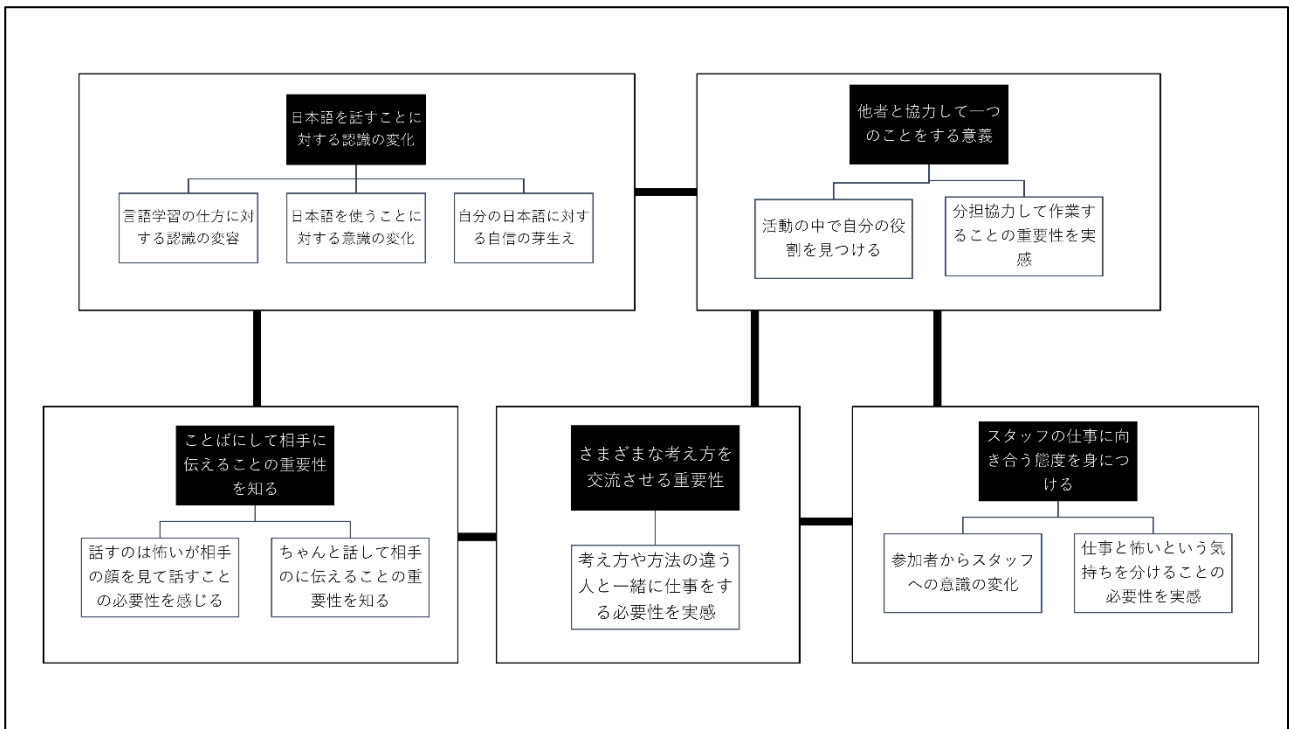 日本語を話すことに
対する認識の変化
言語学習の仕方に対
する認識の変容
日本語を使うことに
対する意識の変化
自分の日本語に対す
る自信の芽生え
他者と協力して一つ
のことをする意義
活動の中で自分の役
割を見つける
分担協力して作業す
ることの重要性を実
感
ことばにして相手に
伝えることの重要性
を知る
話すのは怖いが相手
の顔を見て話すこと
の必要性を感じる
ちゃんと話して相手
のに伝えることの重
要性を知る
さまざまな考え方を
交流させる重要性
考え方や方法の違う
人と一緒に仕事をす
る必要性を実感
スタッフの仕事に向
き合う態度を身につ
ける
参加者からスタッフ
への意識の変化
仕事と怖いという気
持ちを分けることの
必要性を実感